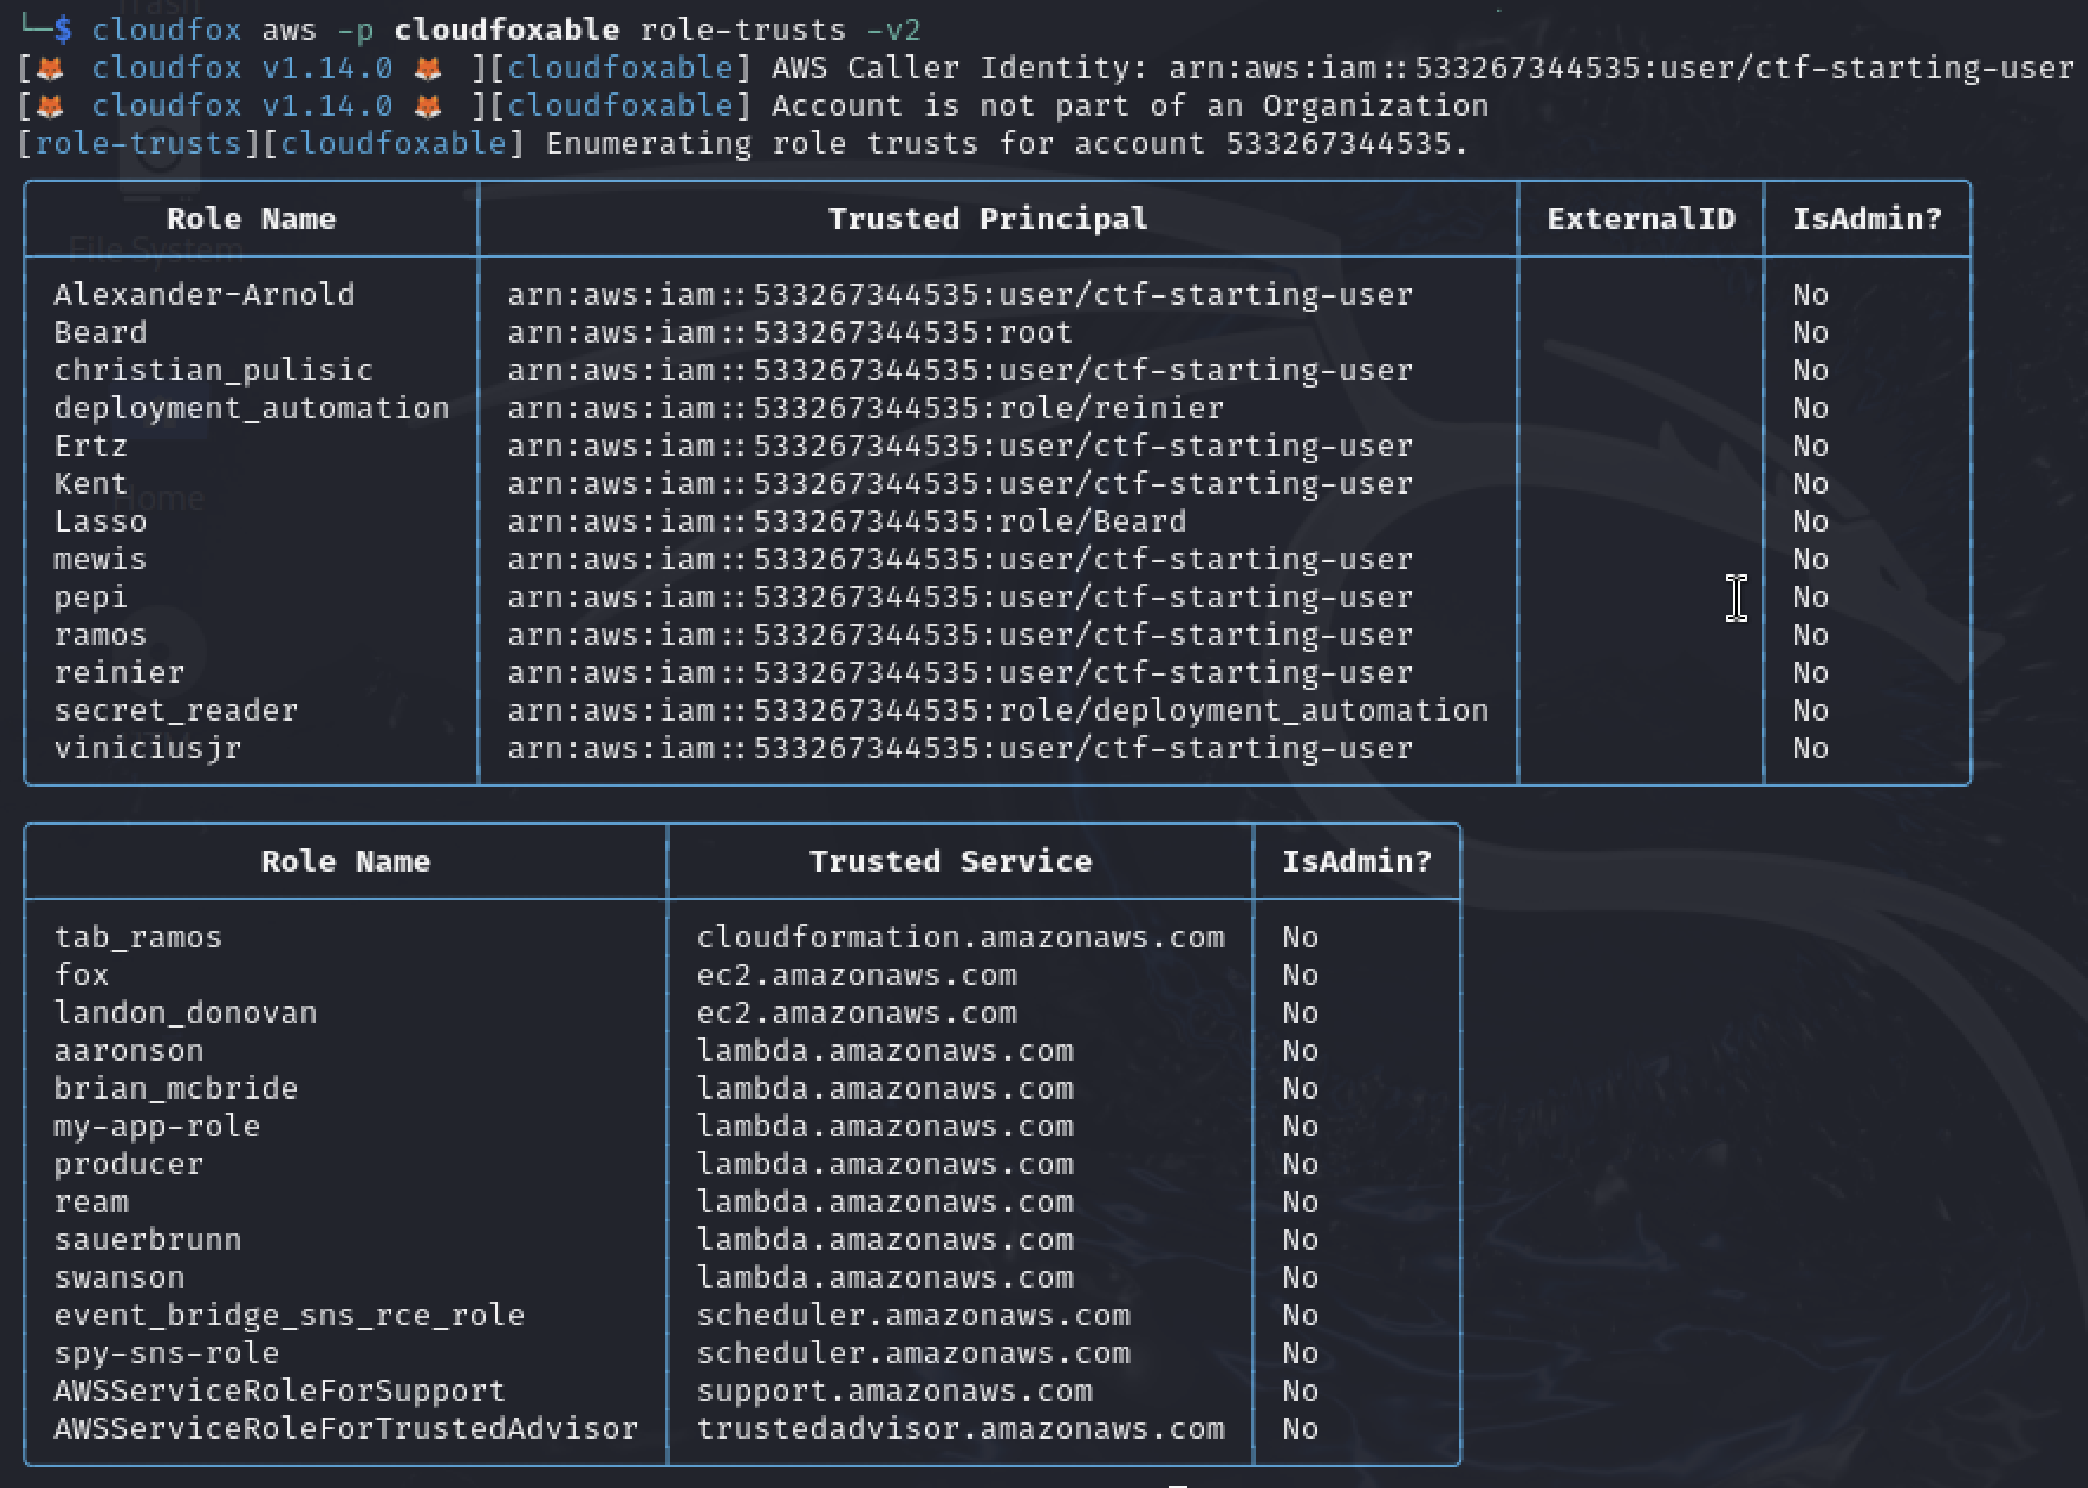 └─$ cloudfox aws -p cloudfoxable role-trusts -v2
[🦊 cloudfox v1.14.0 🦊 ][cloudfoxable] AWS Caller Identity: arn:aws:iam::533267344535:user/ctf-starting-user
[🦊 cloudfox v1.14.0 🦊 ][cloudfoxable] Account is not part of an Organization
[role-trusts][cloudfoxable] Enumerating role trusts for account 533267344535.
Role Name Trusted Principal ExternalID IsAdmin?
Alexander-Arnold arn:aws:iam::533267344535:user/ctf-starting-user No
Beard arn:aws:iam::533267344535:root No
christian_pulisic arn:aws:iam::533267344535:user/ctf-starting-user No
deployment_automation arn:aws:iam::533267344535:role/reinier No
Ertz arn:aws:iam::533267344535:user/ctf-starting-user No
Kent arn:aws:iam::533267344535:user/ctf-starting-user No
Lasso arn:aws:iam::533267344535:role/Beard No
mewis arn:aws:iam::533267344535:user/ctf-starting-user No
pepi arn:aws:iam::533267344535:user/ctf-starting-user No
ramos arn:aws:iam::533267344535:user/ctf-starting-user No
reinier arn:aws:iam::533267344535:user/ctf-starting-user No
secret_reader arn:aws:iam::533267344535:role/deployment_automation No
viniciusjr arn:aws:iam::533267344535:user/ctf-starting-user No
Role Name Trusted Service IsAdmin?
tab_ramos cloudformation.amazonaws.com No
fox ec2.amazonaws.com No
landon_donovan ec2.amazonaws.com No
aaronson lambda.amazonaws.com No
brian_mcbride lambda.amazonaws.com No
my-app-role lambda.amazonaws.com No
producer lambda.amazonaws.com No
ream lambda.amazonaws.com No
sauerbrunn lambda.amazonaws.com No
swanson lambda.amazonaws.com No
event_bridge_sns_rce_role scheduler.amazonaws.com No
spy-sns-role scheduler.amazonaws.com No
AWSServiceRoleForSupport support.amazonaws.com No
AWSServiceRoleForTrustedAdvisor trustedadvisor.amazonaws.com No
Trash
File System
Home